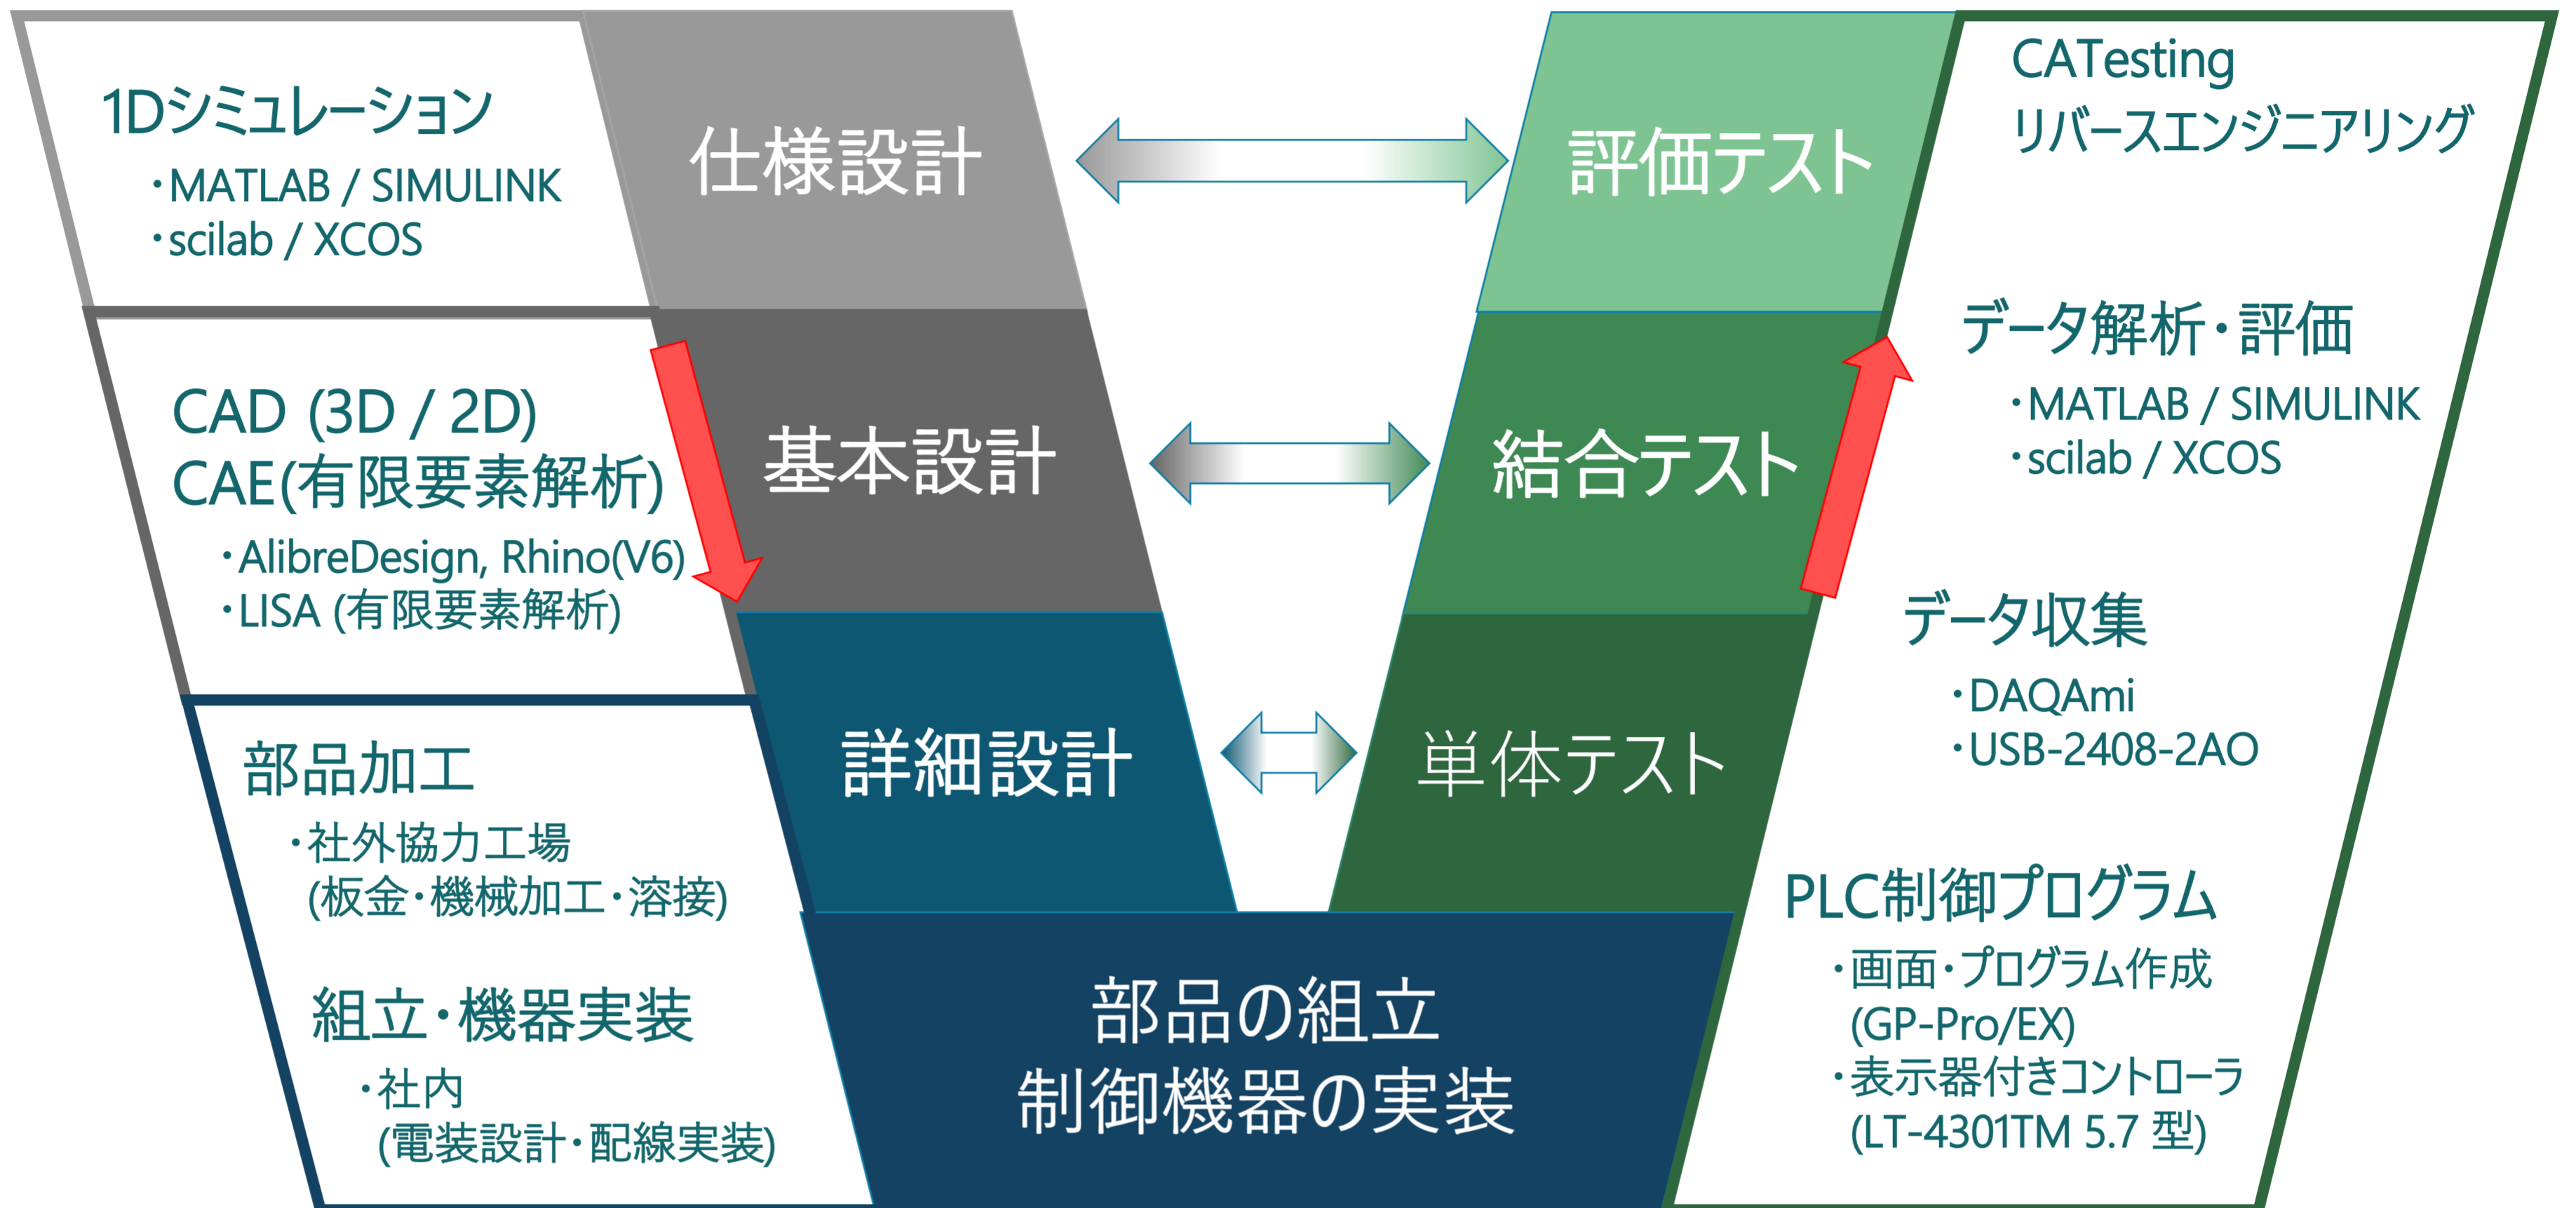 1Dシミュレーション
・MATLAB / SIMULINK
・scilab / XCOS
CAD (3D / 2D)
CAE(有限要素解析)
・AlibreDesign, Rhino(V6)
・LISA (有限要素解析)
部品加工
・社外協力工場
(板金・機械加工・溶接)
組立・機器実装
・社内
(電装設計・配線実装)
仕様設計
基本設計
詳細設計
部品の組立
制御機器の実装
評価テスト
結合テスト
単体テスト
CATesting
リバースエンジニアリング
データ解析・評価
・MATLAB / SIMULINK
・scilab / XCOS
データ収集
・DAQAmi
・USB-2408-2AO
PLC制御プログラム
・画面・プログラム作成
(GP-Pro/EX)
・表示器付きコントローラ
(LT-4301TM 5.7 型)